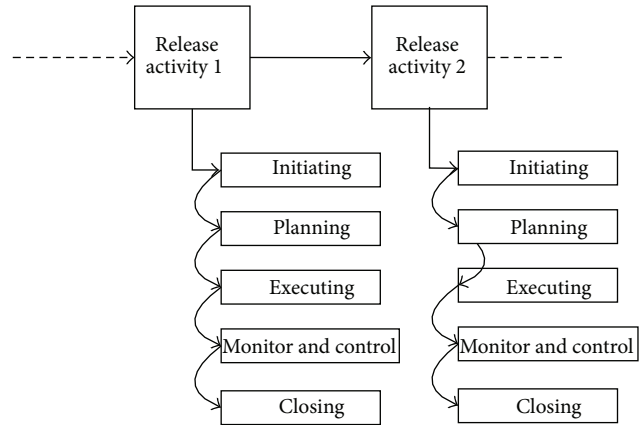 Release
activity 1
Release
activity 2
Initiating
Planning
Executing
Monitor and control
Closing
Initiating
Planning
Executing
Monitor and control
Closing